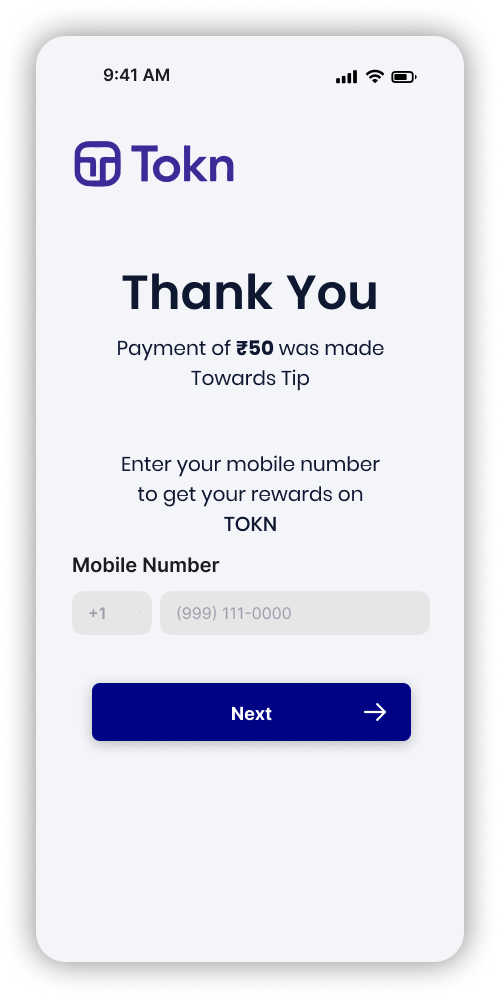 9:41 AM
Tokn
Thank You
Payment of ₹50 was made
Towards Tip
Enter your mobile number
to get your rewards on
TOKN
Mobile Number
+1
(999) 111-0000
Next